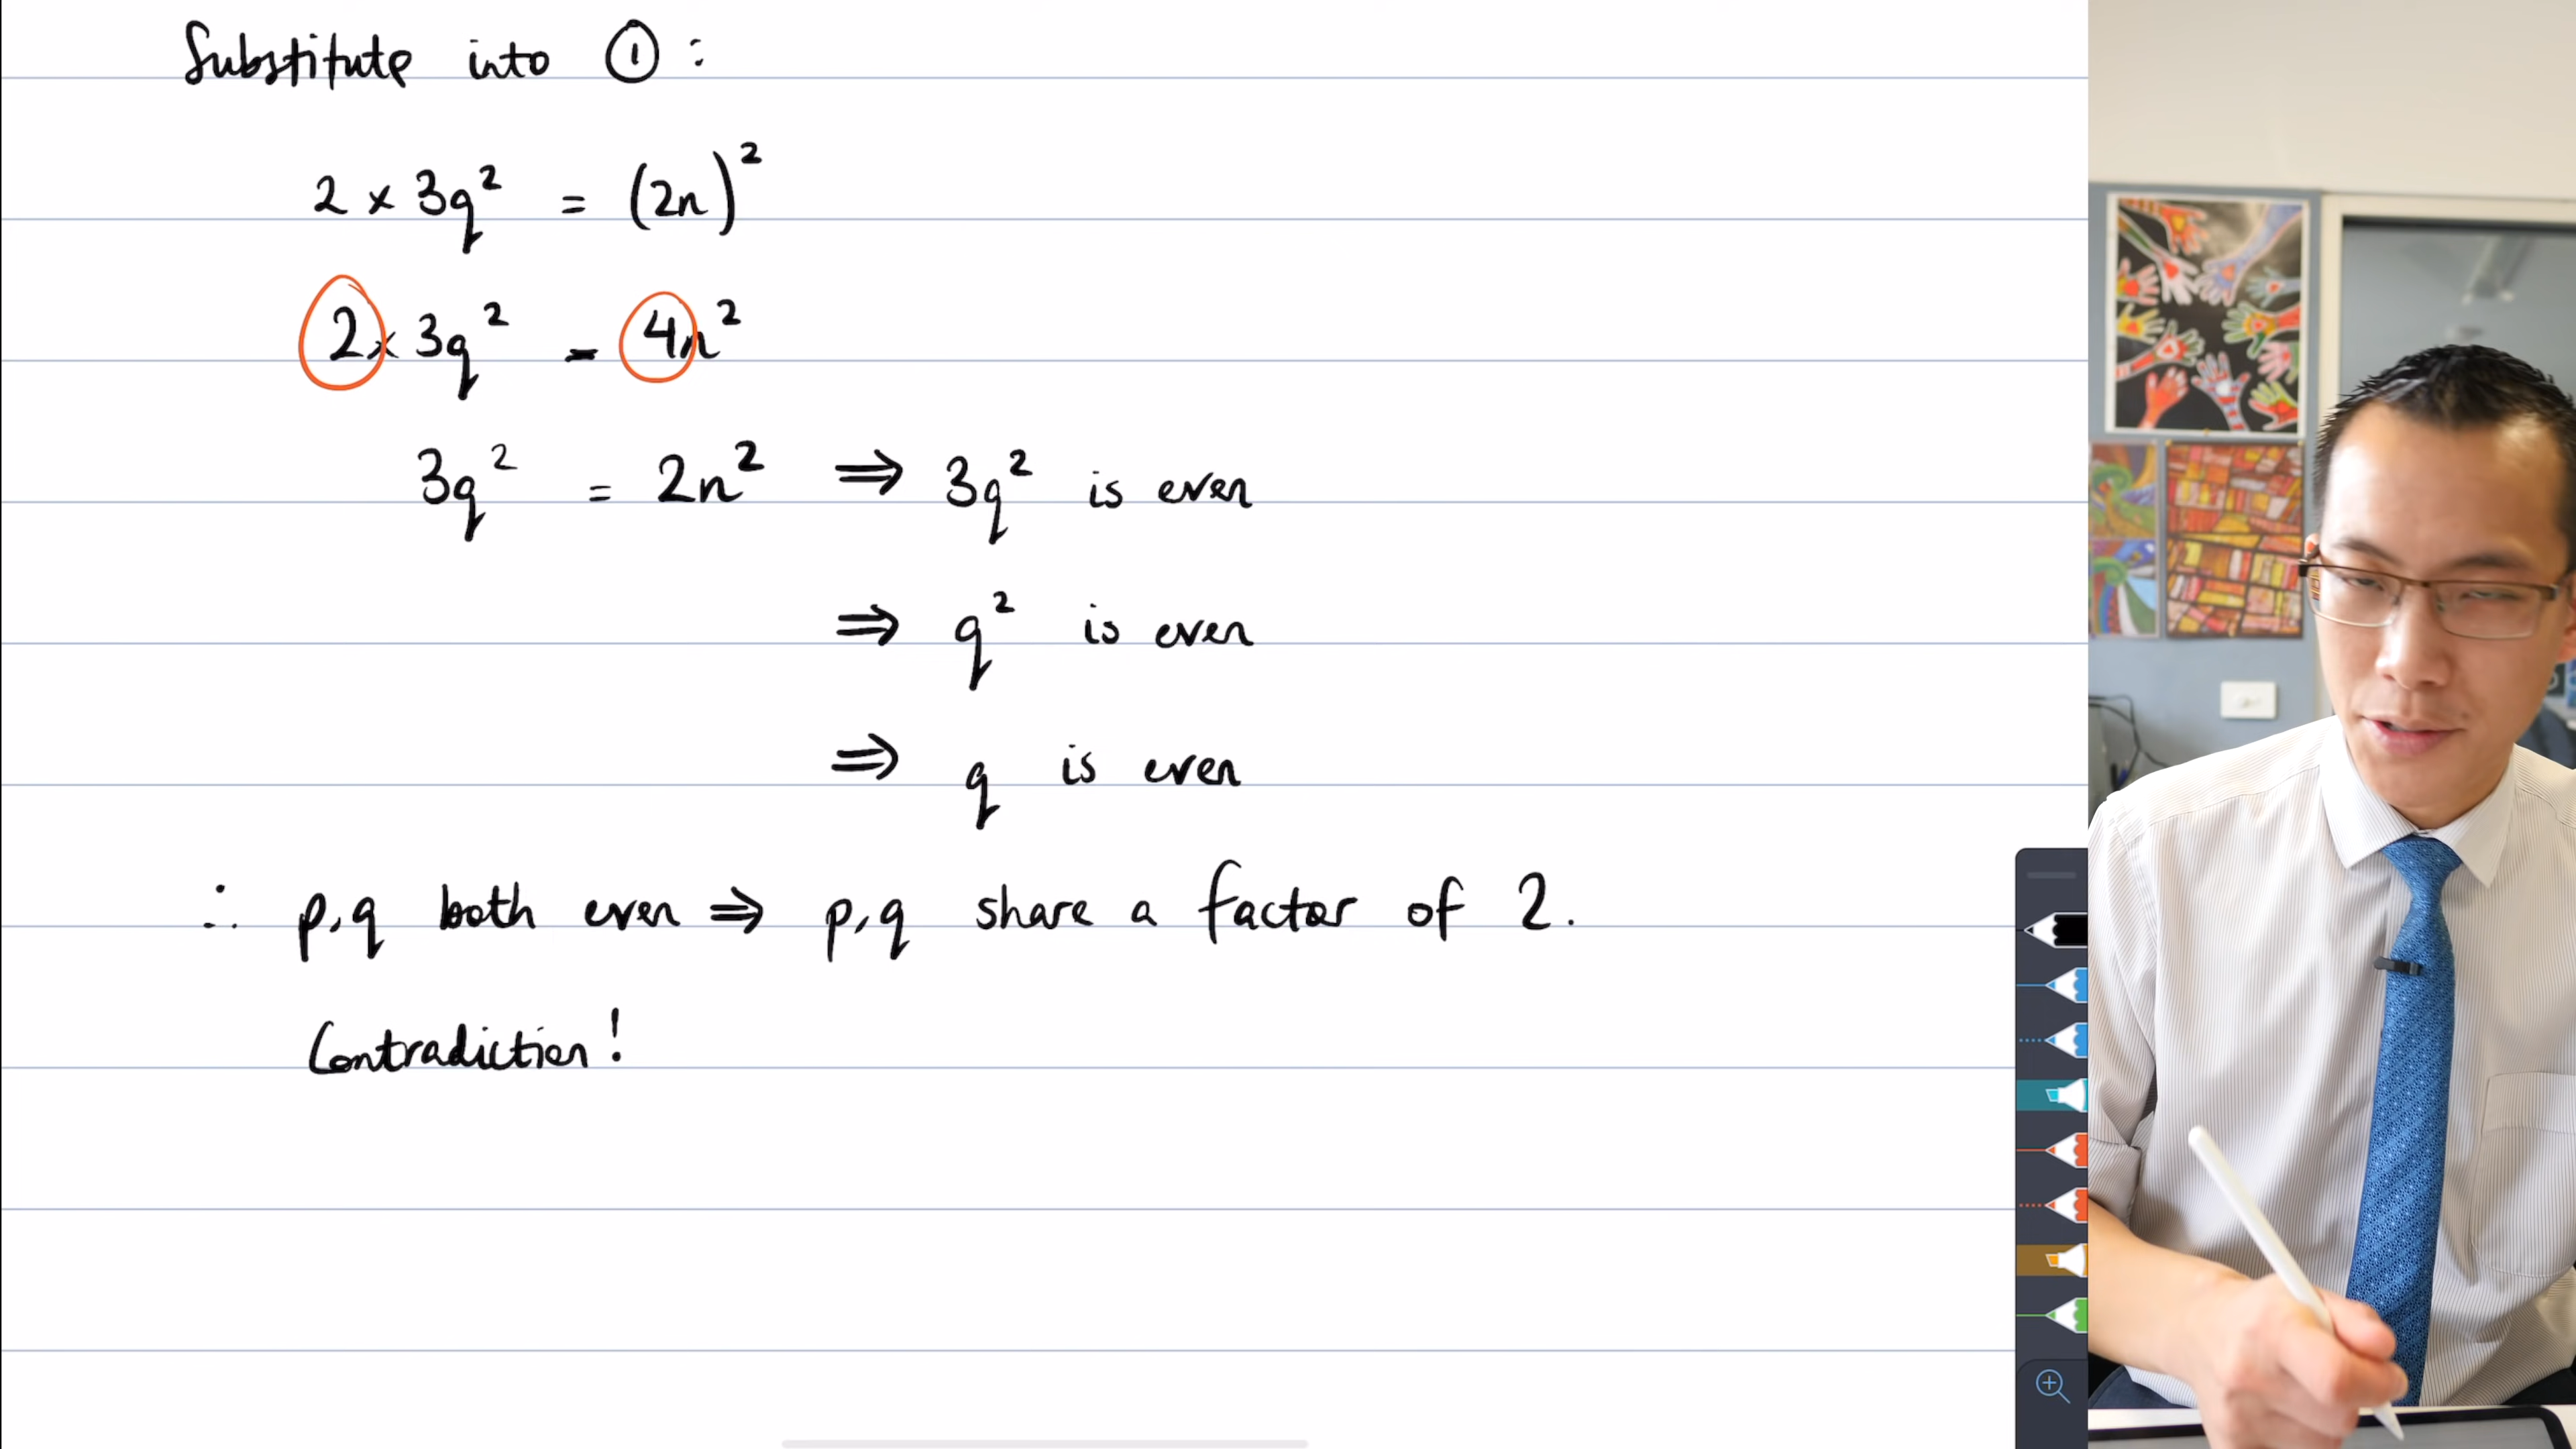 Substitute into ① :
2 × 3q² = (2n)²
2 × 3q² = 4n²
3q² = 2n² ⇒ 3q² is even
⇒ q² is even
⇒ q is even
∴ p,q both even ⇒ p,q share a factor of 2.
Contradiction!